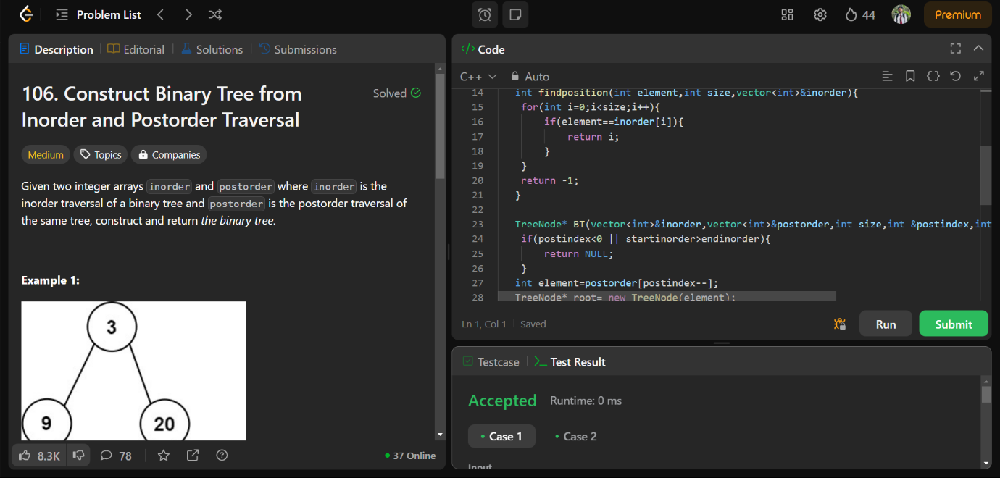 Problem List
44
Premium
Description
Editorial
Solutions
Submissions
106. Construct Binary Tree from
Inorder and Postorder Traversal
Solved
Medium
Topics
Companies
Given two integer arrays inorder and postorder where inorder is the
inorder traversal of a binary tree and postorder is the postorder traversal of
the same tree, construct and return the binary tree.
Example 1:
3
9
20
8.3K
78
37 Online
</> Code
C++
Auto
14 int findposition(int element,int size,vector<int>&inorder){
15 for(int i=0;i<size;i++){
16 if(element==inorder[i]){
17 return i;
18 }
19 }
20 return -1;
21 }
22
23 TreeNode* BT(vector<int>&inorder,vector<int>&postorder,int size,int &postindex,int
24 if(postindex<0 || startinorder>endinorder){
25 return NULL;
26 }
27 int element=postorder[postindex--];
28 TreeNode* root= new TreeNode(element);
Ln 1, Col 1
Saved
Run
Submit
Testcase
Test Result
Accepted
Runtime: 0 ms
Case 1
Case 2
Input